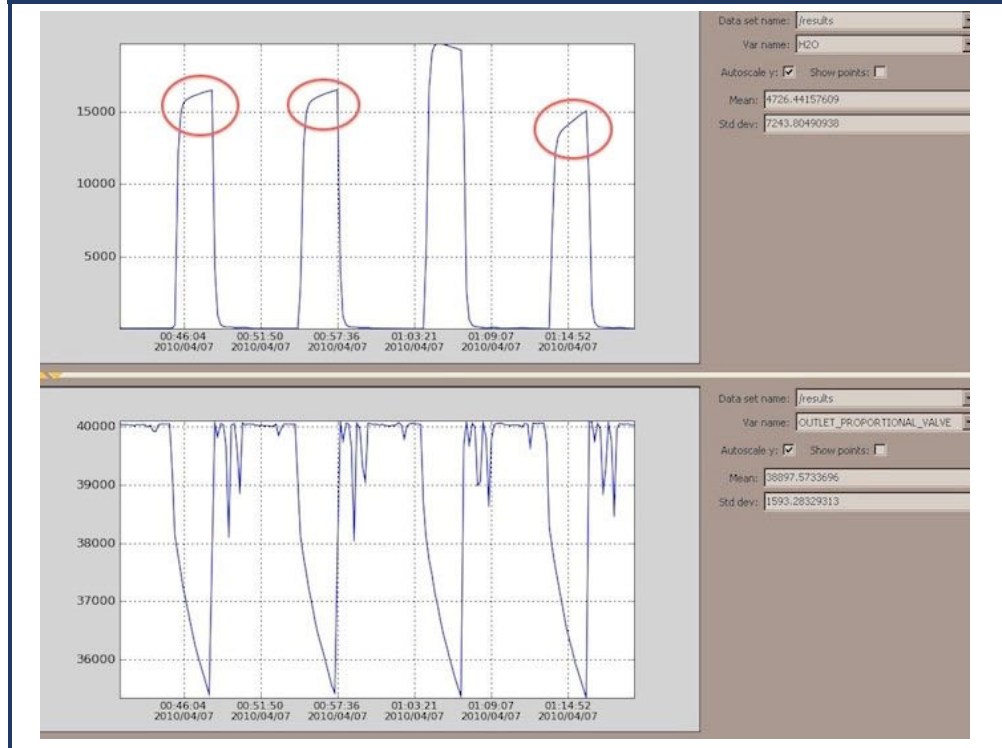 Data set name: /results
Var name: H2O
Autoscale y: Show points:
Mean: 4726.44157609
Std dev: 7243.80490938
15000
10000
5000
00:46:04 00:51:50 00:57:36 01:03:21 01:09:07 01:14:52
2010/04/07 2010/04/07 2010/04/07 2010/04/07 2010/04/07 2010/04/07
Data set name: /results
Var name: OUTLET_PROPORTIONAL_VALVE
Autoscale y: Show points:
Mean: 38897.5733696
Std dev: 1593.28329313
40000
39000
38000
37000
36000
00:46:04 00:51:50 00:57:36 01:03:21 01:09:07 01:14:52
2010/04/07 2010/04/07 2010/04/07 2010/04/07 2010/04/07 2010/04/07